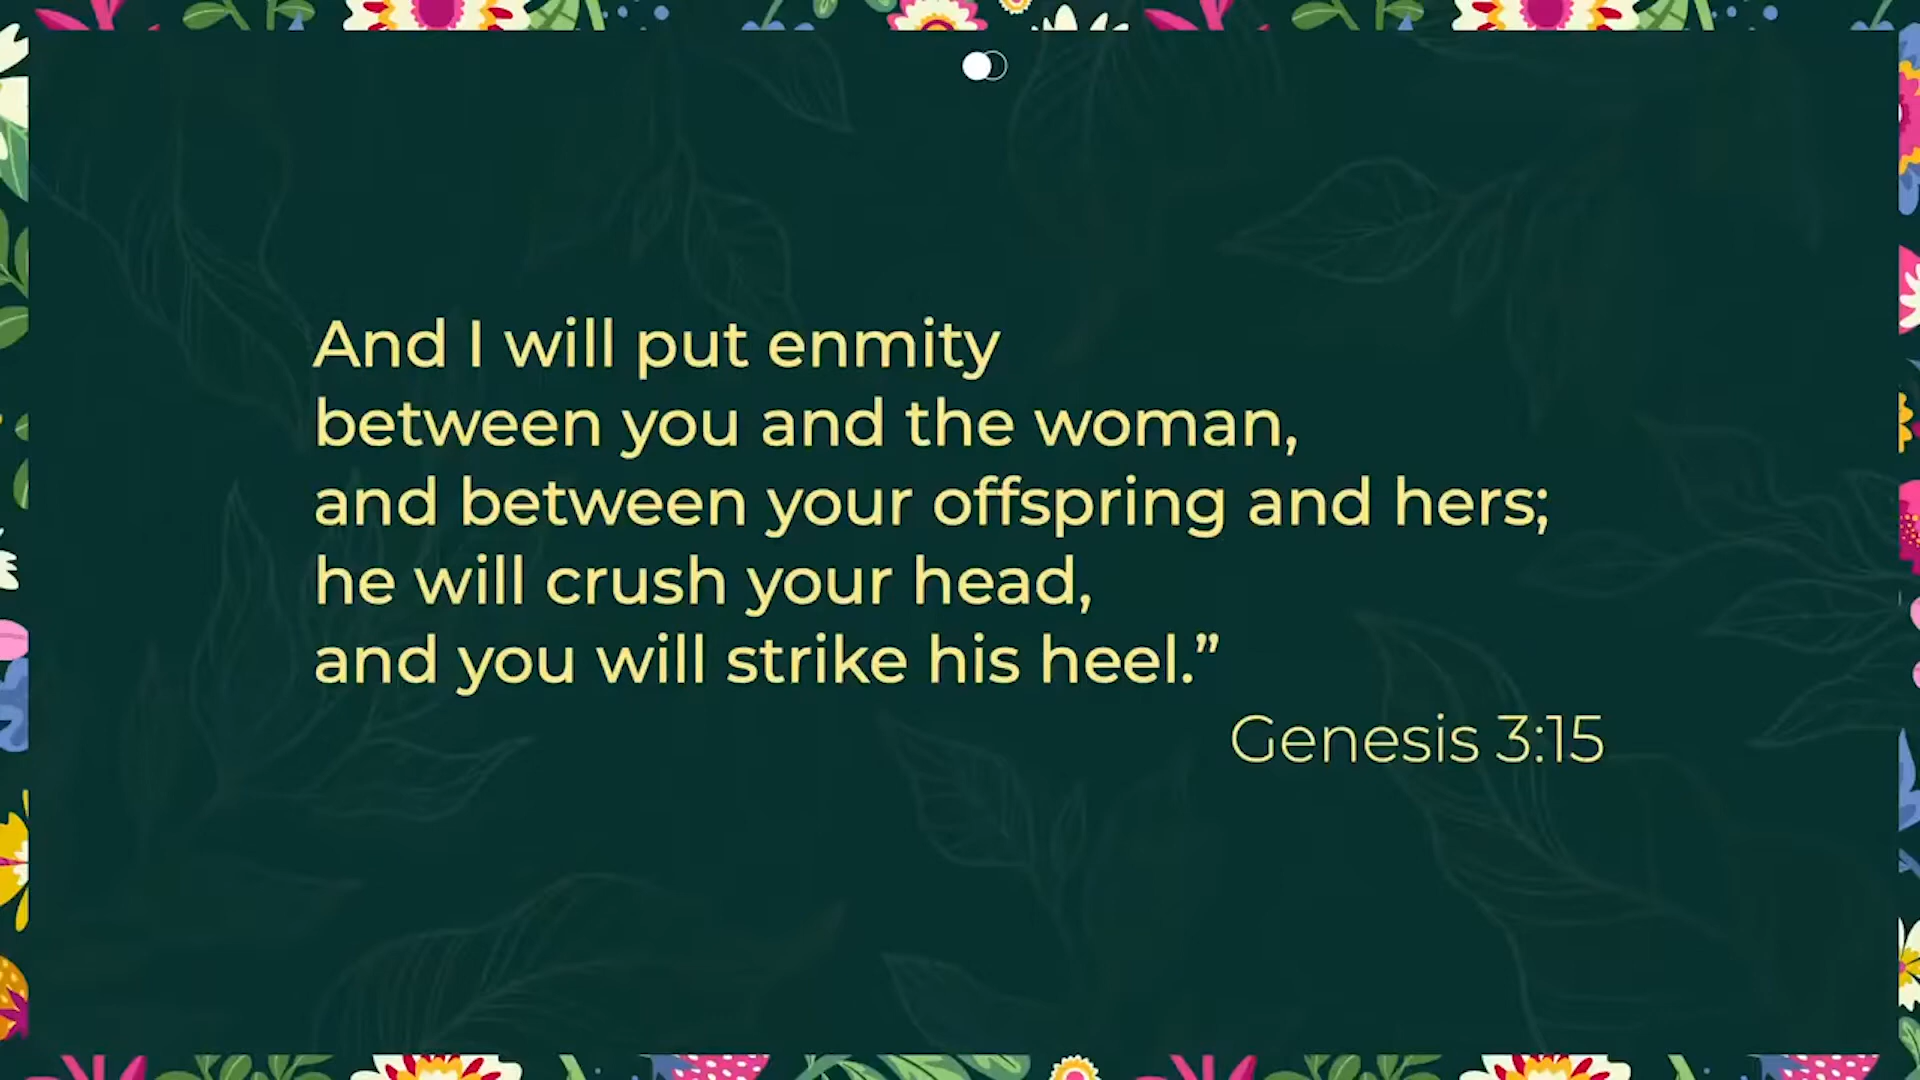 And I will put enmity
between you and the woman,
and between your offspring and hers;
he will crush your head,
and you will strike his heel.”
Genesis 3:15